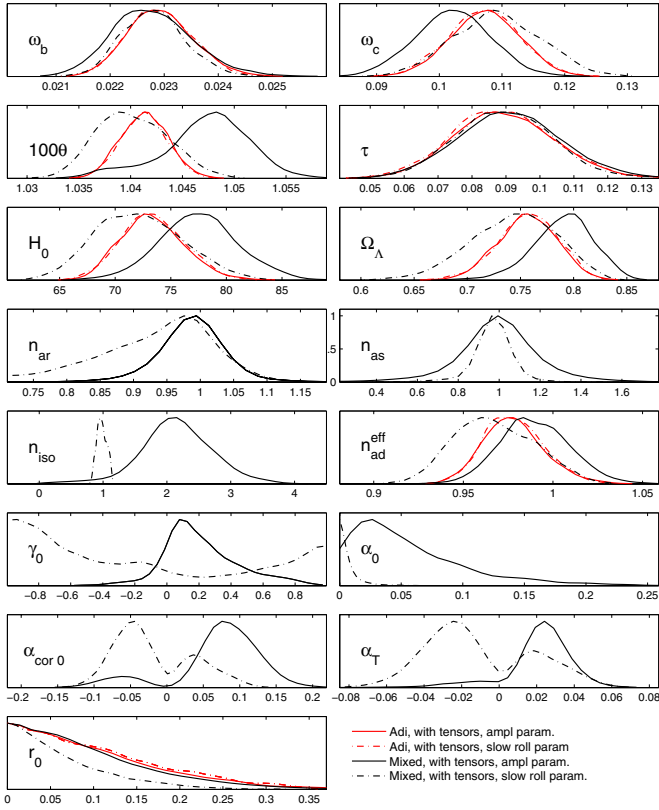 ω_b
ω_c
0.021 0.022 0.023 0.024 0.025
0.09 0.1 0.11 0.12 0.13
100θ
τ
1.03 1.035 1.04 1.045 1.05 1.055
0.05 0.06 0.07 0.08 0.09 0.1 0.11 0.12 0.13
H_0
Ω_Λ
65 70 75 80 85
0.6 0.65 0.7 0.75 0.8 0.85
n_ar
n_as
1
0.5
0
0.75 0.8 0.85 0.9 0.95 1 1.05 1.1 1.15
0.4 0.6 0.8 1 1.2 1.4 1.6
n_iso
n_ad^eff
0 1 2 3 4
0.9 0.95 1 1.05
γ_0
α_0
−0.8 −0.6 −0.4 −0.2 0 0.2 0.4 0.6 0.8
0 0.05 0.1 0.15 0.2 0.25
α_cor 0
α_T
−0.2 −0.15 −0.1 −0.05 0 0.05 0.1 0.15 0.2
−0.08 −0.06 −0.04 −0.02 0 0.02 0.04 0.06 0.08
r_0
Adi, with tensors, ampl param.
Adi, with tensors, slow roll param
Mixed, with tensors, ampl param.
Mixed, with tensors, slow roll param.
0 0.05 0.1 0.15 0.2 0.25 0.3 0.35